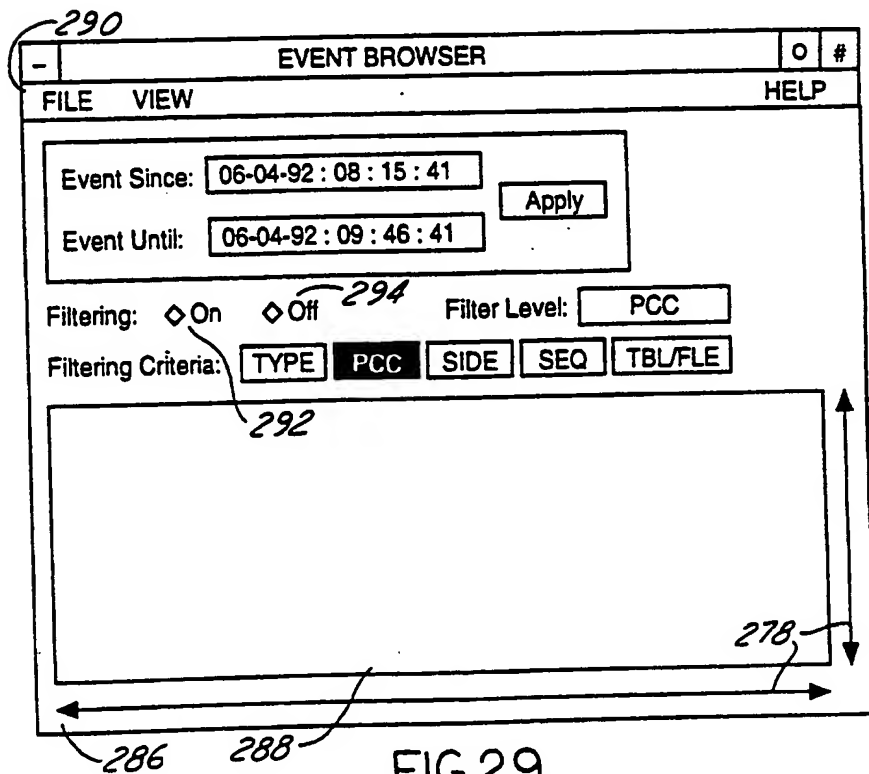 290
- EVENT BROWSER O #
FILE VIEW HELP
Event Since: 06-04-92 : 08 : 15 : 41
Apply
Event Until: 06-04-92 : 09 : 46 : 41
294
Filtering: On Off Filter Level: PCC
Filtering Criteria: TYPE PCC SIDE SEQ TBL/FLE
292
278
286 288
FIG.29